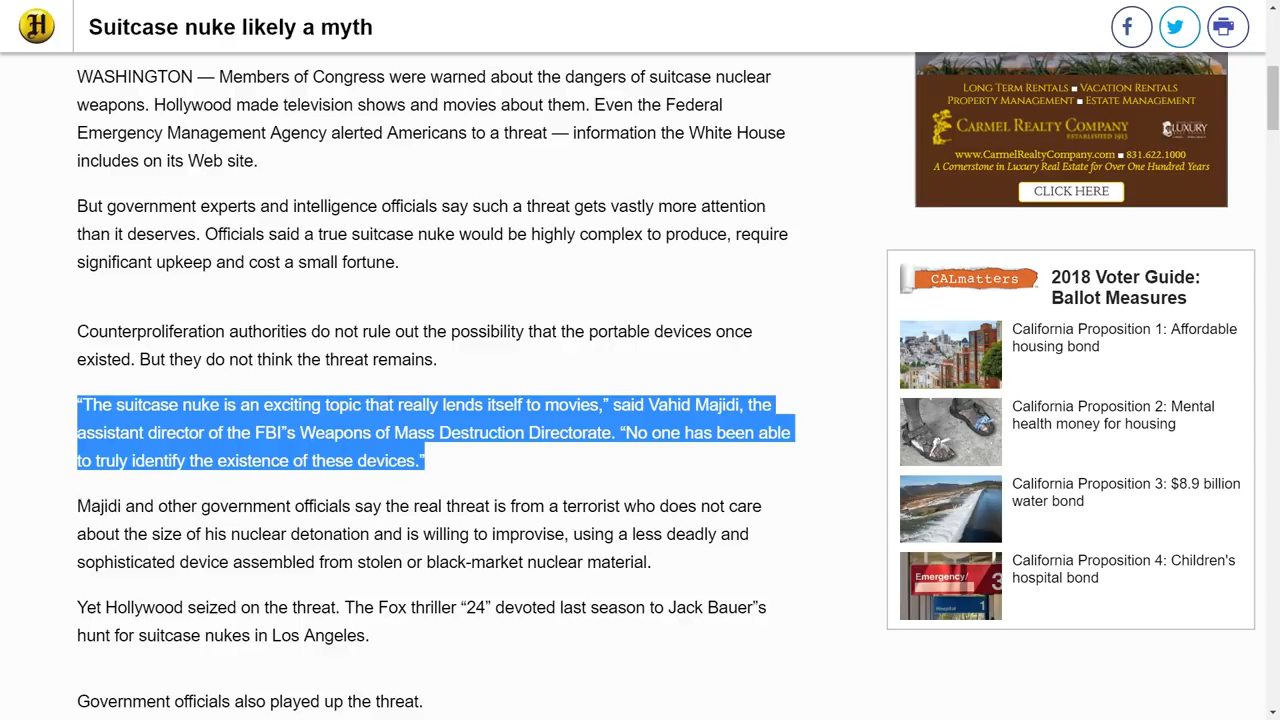 H
Suitcase nuke likely a myth
f
WASHINGTON — Members of Congress were warned about the dangers of suitcase nuclear
weapons. Hollywood made television shows and movies about them. Even the Federal
Emergency Management Agency alerted Americans to a threat — information the White House
includes on its Web site.
But government experts and intelligence officials say such a threat gets vastly more attention
than it deserves. Officials said a true suitcase nuke would be highly complex to produce, require
significant upkeep and cost a small fortune.
Counterproliferation authorities do not rule out the possibility that the portable devices once
existed. But they do not think the threat remains.
“The suitcase nuke is an exciting topic that really lends itself to movies,” said Vahid Majidi, the
assistant director of the FBI”s Weapons of Mass Destruction Directorate. “No one has been able
to truly identify the existence of these devices.”
Majidi and other government officials say the real threat is from a terrorist who does not care
about the size of his nuclear detonation and is willing to improvise, using a less deadly and
sophisticated device assembled from stolen or black-market nuclear material.
Yet Hollywood seized on the threat. The Fox thriller “24” devoted last season to Jack Bauer”s
hunt for suitcase nukes in Los Angeles.
Government officials also played up the threat.
LONG TERM RENTALS ■ VACATION RENTALS
PROPERTY MANAGEMENT ■ ESTATE MANAGEMENT
CARMEL REALTY COMPANY
ESTABLISHED 1913
LUXURY
www.CarmelRealtyCompany.com ■ 831.622.1000
A Cornerstone in Luxury Real Estate for Over One Hundred Years
CLICK HERE
CALmatters
2018 Voter Guide:
Ballot Measures
California Proposition 1: Affordable
housing bond
California Proposition 2: Mental
health money for housing
California Proposition 3: $8.9 billion
water bond
California Proposition 4: Children's
hospital bond
Emergency/
3
Hospital
1